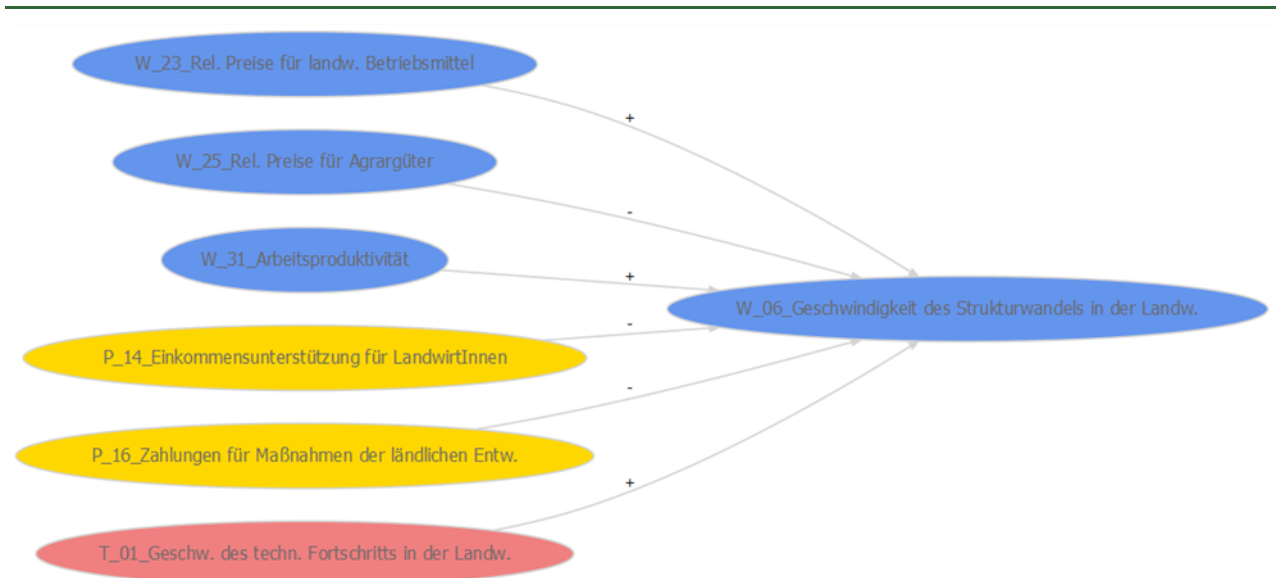 W_23_Rel. Preise für landw. Betriebsmittel
+
W_25_Rel. Preise für Agrargüter
-
W_31_Arbeitsproduktivität
+
W_06_Geschwindigkeit des Strukturwandels in der Landw.
-
P_14_Einkommensunterstützung für LandwirtInnen
-
P_16_Zahlungen für Maßnahmen der ländlichen Entw.
+
T_01_Geschw. des techn. Fortschritts in der Landw.